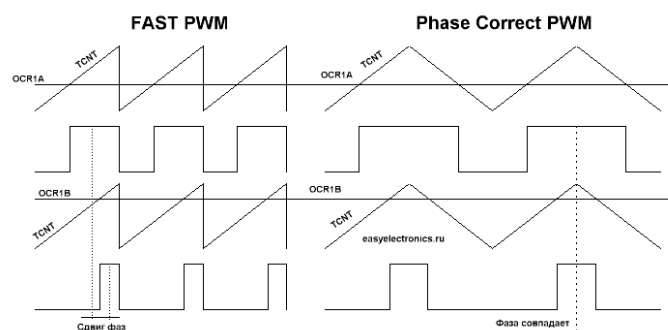 FAST PWM
Phase Correct PWM
TCNT
OCR1A
OCR1A
TCNT
OCR1B
OCR1B
TCNT
TCNT
easyelectronics.ru
Сдвиг фаз
Фаза совпадает